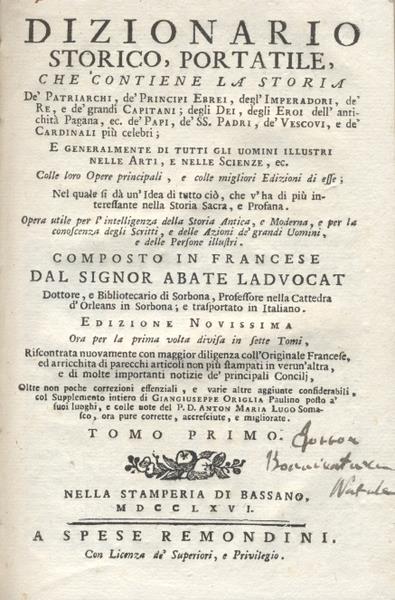 DIZIONARIO
STORICO, PORTATILE,
CHE CONTIENE LA STORIA
De' PATRIARCHI, de' PRINCIPI EBREI, degl' IMPERADORI, de'
RE, e de' grandi CAPITANI; degli DEI, degli EROI dell' anti-
chità Pagana, ec. de' PAPI, de' SS. PADRI, de' VESCOVI, e de'
CARDINALI più celebri;
E GENERALMENTE DI TUTTI GLI UOMINI ILLUSTRI
NELLE ARTI, E NELLE SCIENZE, ec.
Colle loro Opere principali, e colle migliori Edizioni di esse;
Nel quale si dà un' Idea di tutto ciò, che v' ha di più in-
teressante nella Storia Sacra, e Profana.
Opera utile per l' intelligenza della Storia Antica, e Moderna, e per la
conoscenza degli Scritti, e delle Azioni de' grandi Uomini,
e delle Persone illustri.
COMPOSTO IN FRANCESE
DAL SIGNOR ABATE LADVOCAT
Dottore, e Bibliotecario di Sorbona, Professore nella Cattedra
d' Orleans in Sorbona; e trasportato in Italiano.
EDIZIONE NOVISSIMA
Ora per la prima volta divisa in sette Tomi,
Riscontrata nuovamente con maggior diligenza coll' Originale Francese,
ed arricchita di parecchi articoli non più stampati in verun' altra,
e di molte importanti notizie de' principali Concilj,
Oltre non poche correzioni essenziali, e varie altre aggiunte considerabili,
col Supplemento intiero di GIANGIUSEPPE ORIGLIA Paulino posto a'
suoi luoghi, e colle note del P. D. ANTON MARIA LUGO Soma-
sco, ora pure corrette, accresciute, e migliorate.
TOMO PRIMO.
NELLA STAMPERIA DI BASSANO,
MDCCLXVI.
A SPESE REMONDINI.
Con Licenza de' Superiori, e Privilegio.